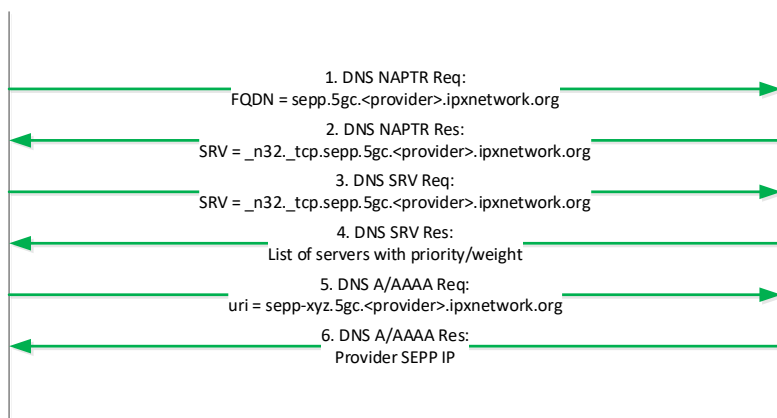 1. DNS NAPTR Req:
FQDN = sepp.5gc.<provider>.ipxnetwork.org
2. DNS NAPTR Res:
SRV = _n32._tcp.sepp.5gc.<provider>.ipxnetwork.org
3. DNS SRV Req:
SRV = _n32._tcp.sepp.5gc.<provider>.ipxnetwork.org
4. DNS SRV Res:
List of servers with priority/weight
5. DNS A/AAAA Req:
uri = sepp-xyz.5gc.<provider>.ipxnetwork.org
6. DNS A/AAAA Res:
Provider SEPP IP